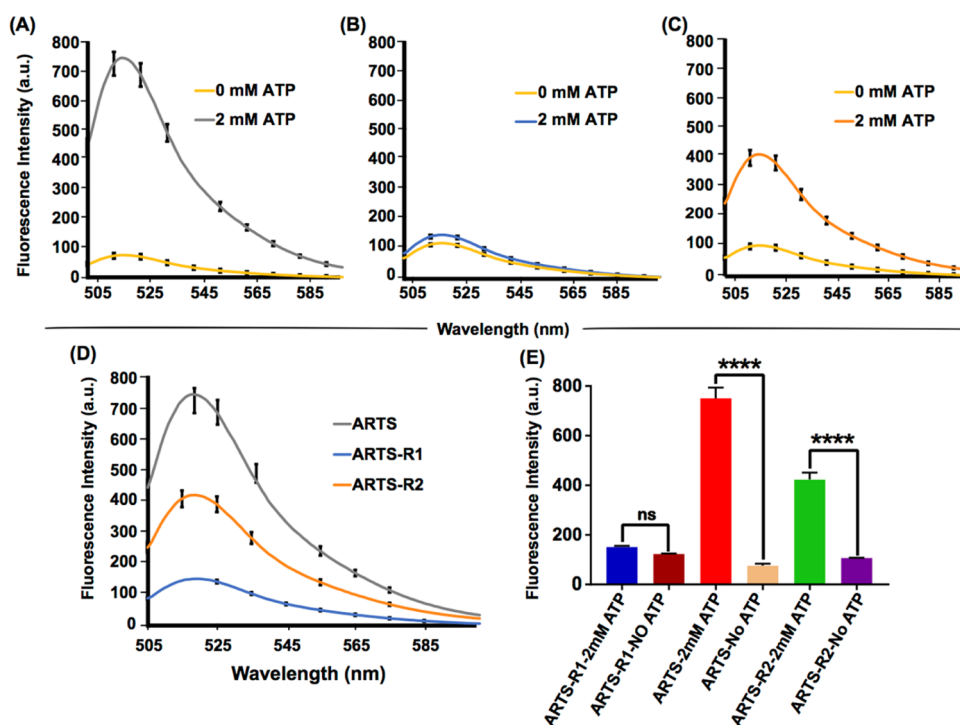 (A)
Fluorescence Intensity (a.u.)
800
700
600
500
400
300
200
100
0
505
525
545
565
585
0 mM ATP
2 mM ATP
(B)
800
700
600
500
400
300
200
100
0
505
525
545
565
585
0 mM ATP
2 mM ATP
(C)
800
700
600
500
400
300
200
100
0
505
525
545
565
585
0 mM ATP
2 mM ATP
Wavelength (nm)
(D)
Fluorescence Intensity (a.u.)
800
700
600
500
400
300
200
100
0
505
525
545
565
585
ARTS
ARTS-R1
ARTS-R2
Wavelength (nm)
(E)
Fluorescence Intensity (a.u.)
800
600
400
200
0
ns
****
****
ARTS-R1-2mM ATP
ARTS-R1-NO ATP
ARTS-2mM ATP
ARTS-No ATP
ARTS-R2-2mM ATP
ARTS-R2-No ATP